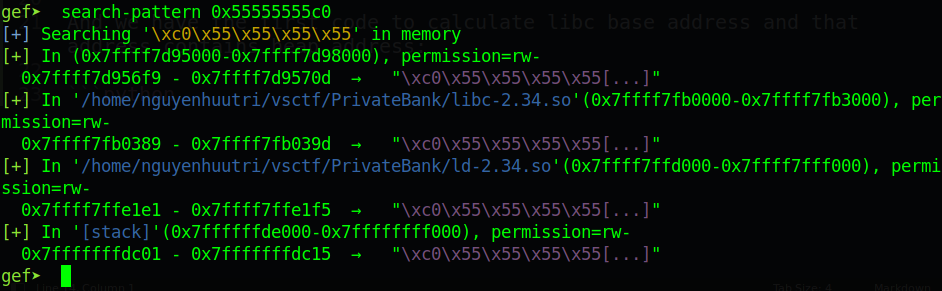 gef➤  search-pattern 0x55555555c0
[+] Searching '\xc0\x55\x55\x55\x55' in memory
[+] In (0x7ffff7d95000-0x7ffff7d98000), permission=rw-
  0x7ffff7d956f9 - 0x7ffff7d9570d  →   "\xc0\x55\x55\x55\x55[...]"
[+] In '/home/nguyenhuutri/vsctf/PrivateBank/libc-2.34.so'(0x7ffff7fb0000-0x7ffff7fb3000), per
mission=rw-
  0x7ffff7fb0389 - 0x7ffff7fb039d  →   "\xc0\x55\x55\x55\x55[...]"
[+] In '/home/nguyenhuutri/vsctf/PrivateBank/ld-2.34.so'(0x7ffff7ffd000-0x7ffff7fff000), permi
ssion=rw-
  0x7ffff7ffe1e1 - 0x7ffff7ffe1f5  →   "\xc0\x55\x55\x55\x55[...]"
[+] In '[stack]'(0x7ffffffde000-0x7ffffffff000), permission=rw-
  0x7fffffffdc01 - 0x7fffffffdc15  →   "\xc0\x55\x55\x55\x55[...]"
gef➤